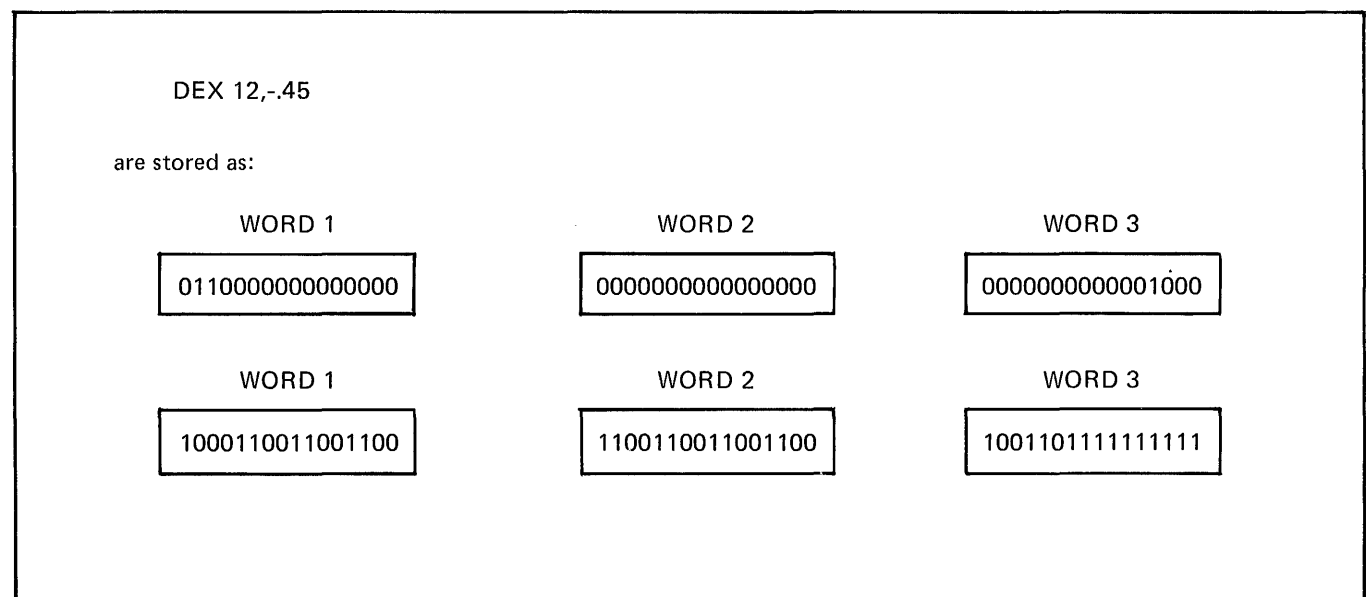 DEX 12,-.45
are stored as:
WORD 1 WORD 2 WORD 3
0110000000000000 0000000000000000 0000000000001000
WORD 1 WORD 2 WORD 3
1000110011001100 1100110011001100 1001101111111111